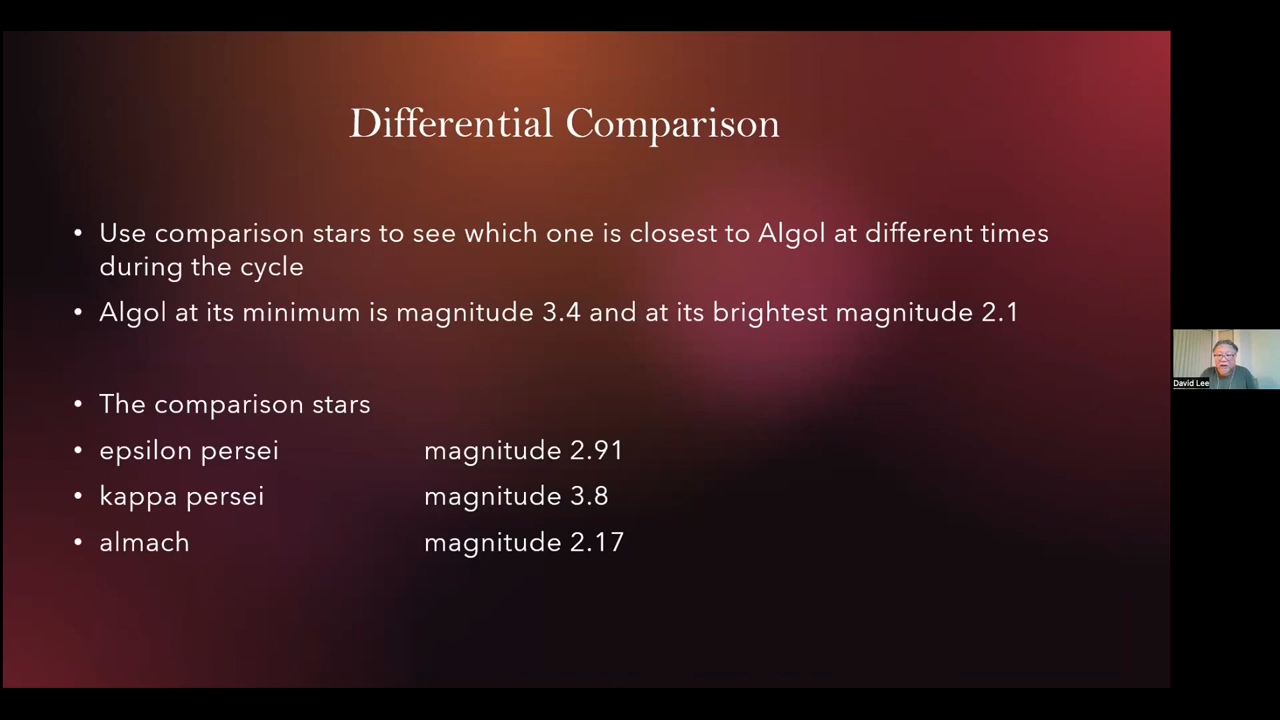 Differential Comparison
• Use comparison stars to see which one is closest to Algol at different times
during the cycle
• Algol at its minimum is magnitude 3.4 and at its brightest magnitude 2.1
• The comparison stars
• epsilon persei magnitude 2.91
• kappa persei magnitude 3.8
• almach magnitude 2.17
David Lee